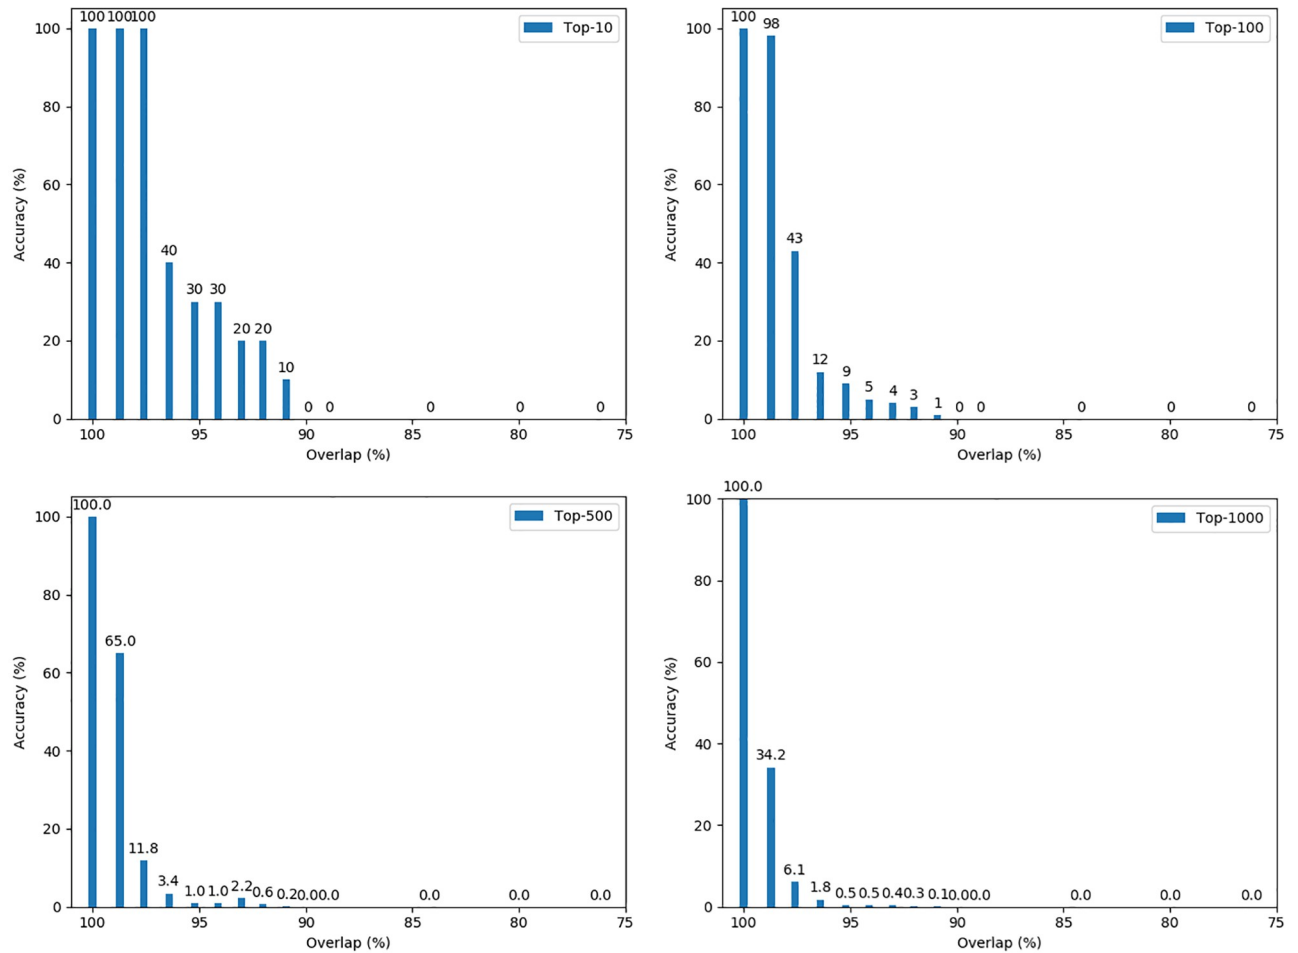 100 100 100
Top-10
100
80
60
40
20
0
Accuracy (%)
40
30 30
20 20
10
0 0 0 0 0
100 95 90 85 80 75
Overlap (%)
100 98
Top-100
100
80
60
40
20
0
Accuracy (%)
43
12
9
5
4
3
1
0 0 0 0 0
100 95 90 85 80 75
Overlap (%)
100.0
Top-500
100
80
60
40
20
0
Accuracy (%)
65.0
11.8
3.4
1.0 1.0 2.2 0.6 0.2 0.0 0.0 0.0 0.0 0.0
100 95 90 85 80 75
Overlap (%)
100.0
Top-1000
100
80
60
40
20
0
Accuracy (%)
34.2
6.1
1.8
0.5 0.5 0.4 0.3 0.1 0.0 0.0 0.0 0.0 0.0
100 95 90 85 80 75
Overlap (%)